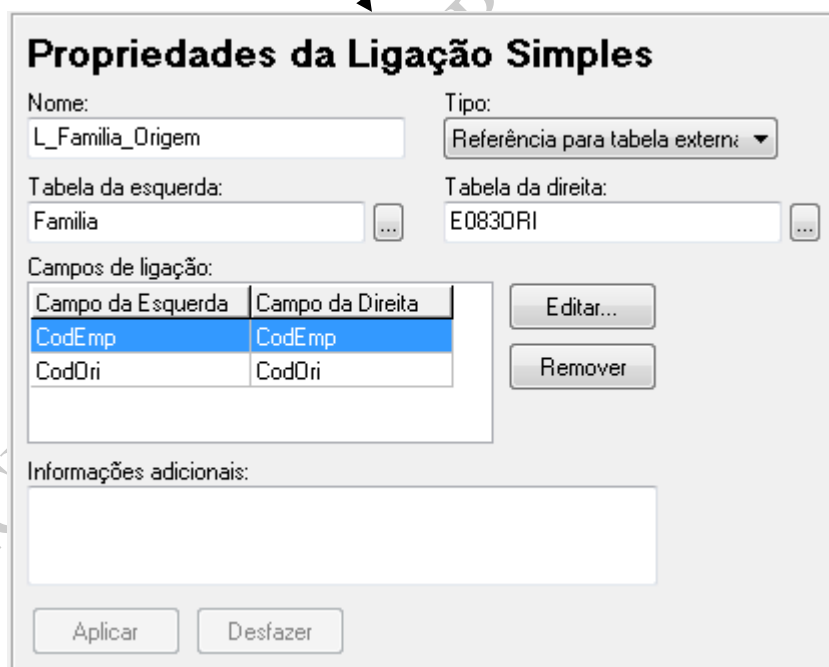 Propriedades da Ligação Simples
Nome: Tipo:
L_Familia_Origem Referência para tabela externa
Tabela da esquerda: Tabela da direita:
Familia ... E083ORI ...
Campos de ligação:
Campo da Esquerda Campo da Direita Editar...
CodEmp CodEmp
CodOri CodOri Remover
Informações adicionais:
Aplicar Desfazer